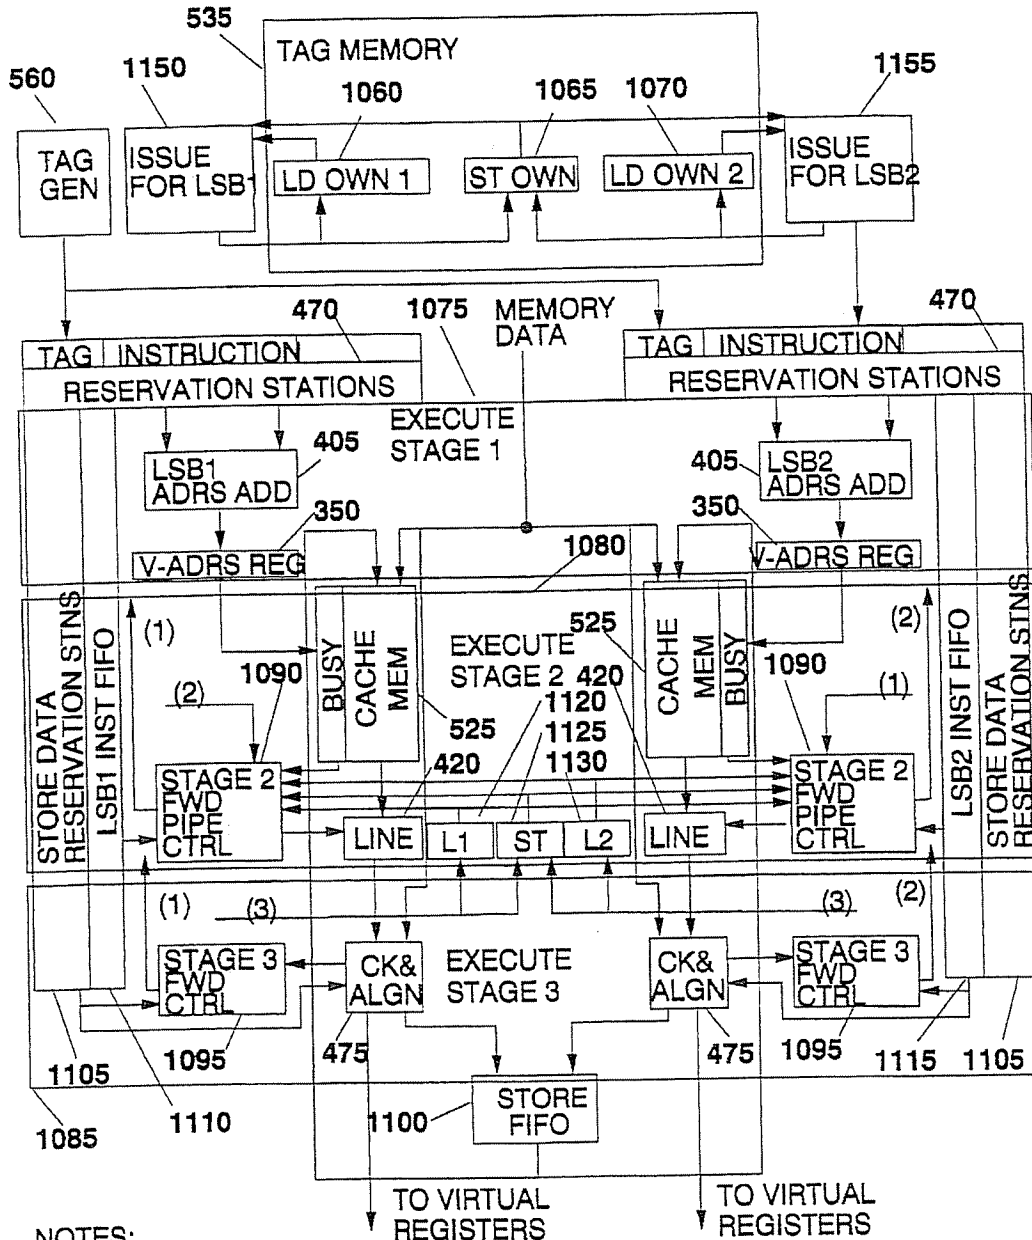 535
TAG MEMORY
560
1150
1060
1065
1070
1155
TAG
GEN
ISSUE
FOR LSB1
LD OWN 1
ST OWN
LD OWN 2
ISSUE
FOR LSB2
470
1075
MEMORY
DATA
470
TAG
INSTRUCTION
RESERVATION STATIONS
TAG
INSTRUCTION
RESERVATION STATIONS
EXECUTE
STAGE 1
405
LSB1
ADRS ADD
405
LSB2
ADRS ADD
350
V-ADRS REG
350
V-ADRS REG
1080
STORE DATA
RESERVATION STNS
LSB1 INST FIFO
(1)
(2)
1090
BUSY
CACHE
MEM
EXECUTE
STAGE 2
525
420
525
CACHE
MEM
BUSY
1090
(2)
(1)
LSB2 INST FIFO
STORE DATA
RESERVATION STNS
1120
1125
1130
420
STAGE 2
FWD
PIPE
CTRL
LINE
L1
ST
L2
LINE
STAGE 2
FWD
PIPE
CTRL
(1)
(3)
(3)
(2)
STAGE 3
FWD
CTRL
CK&
ALGN
EXECUTE
STAGE 3
CK&
ALGN
STAGE 3
FWD
CTRL
1105
1095
475
475
1095
1115
1105
1085
1110
1100
STORE
FIFO
TO VIRTUAL
REGISTERS
TO VIRTUAL
REGISTERS
NOTES: